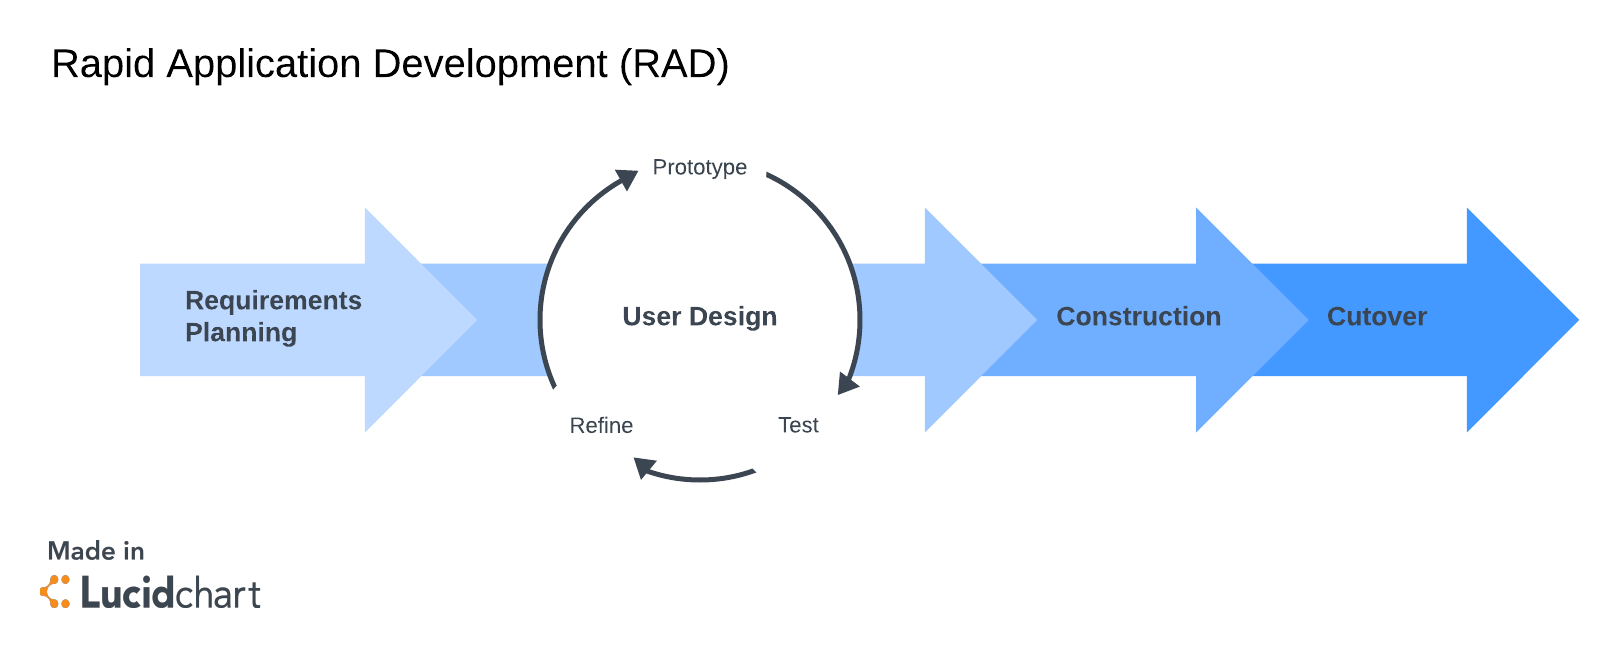 Rapid Application Development (RAD)
Prototype
Requirements
Planning
User Design
Construction
Cutover
Refine
Test
Made in
Lucidchart